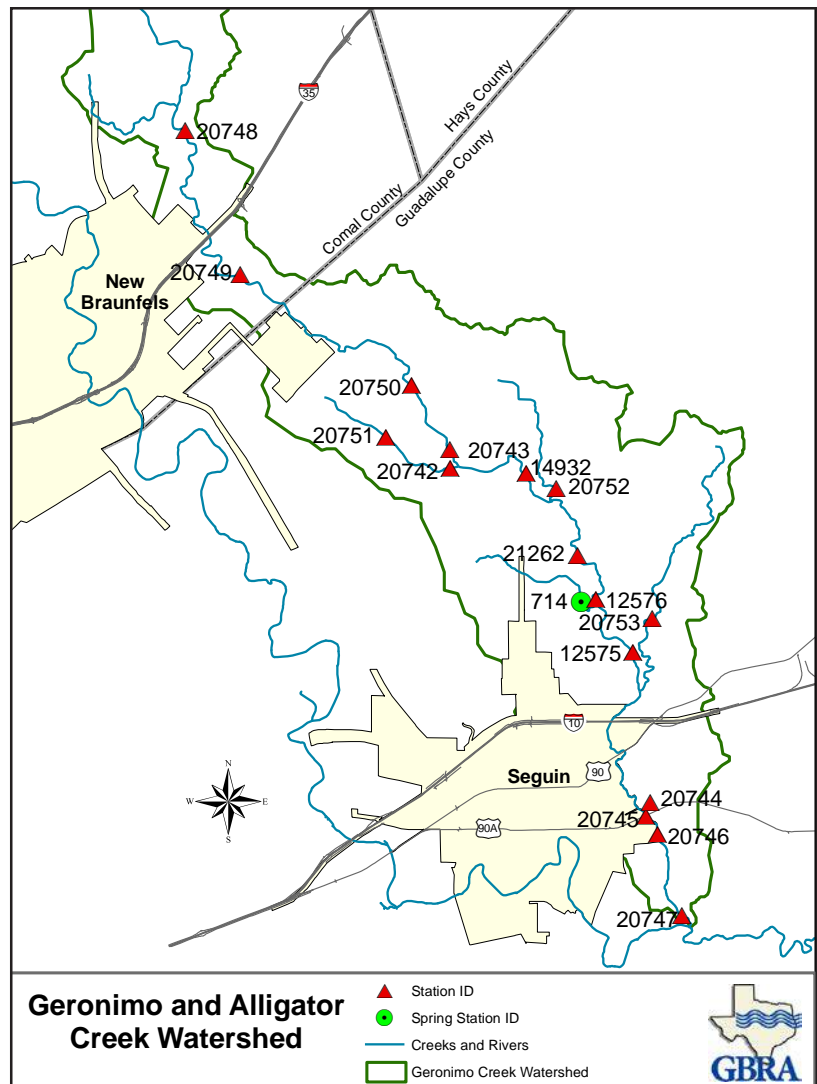 Hays County
35
20748
Comal County
Guadalupe County
New
Braunfels
20749
20750
20751
20743
20742
14932
20752
21262
714
12576
20753
12575
10
Seguin
90
N
W
E
S
20744
20745
90A
20746
20747
Geronimo and Alligator
Creek Watershed
Station ID
Spring Station ID
Creeks and Rivers
Geronimo Creek Watershed
GBRA